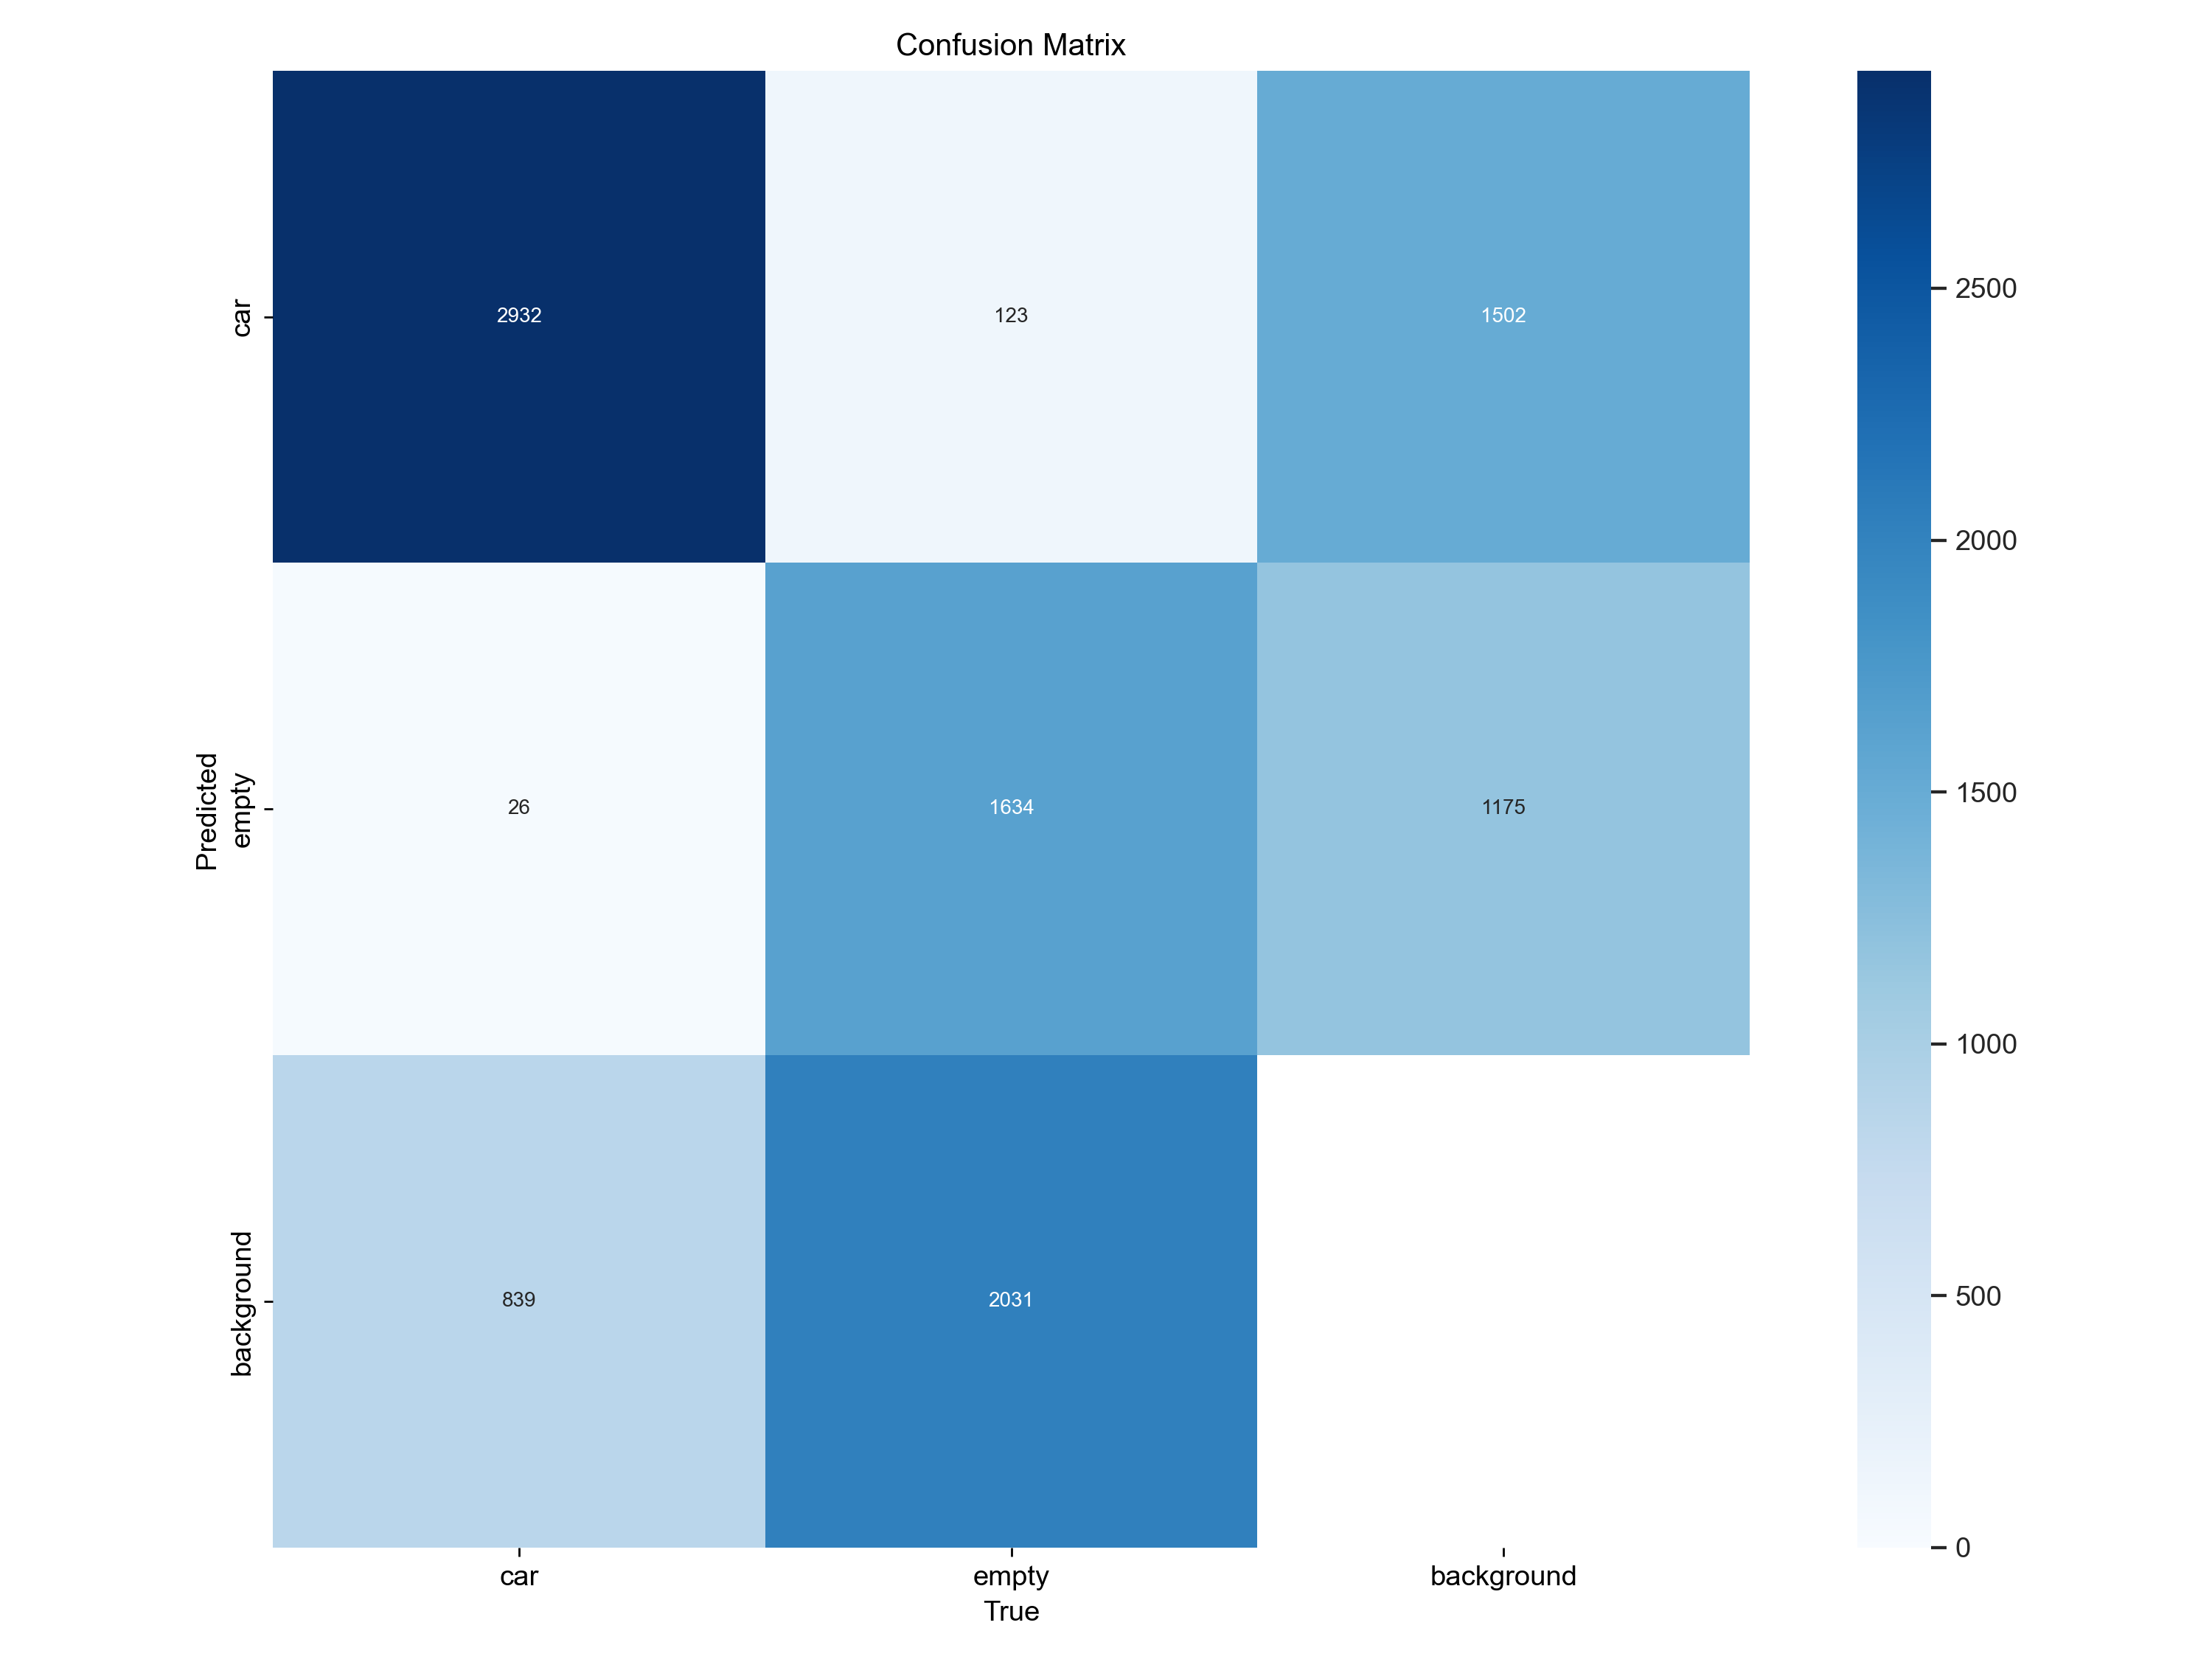 Confusion Matrix
car
2932
123
1502
Predicted
empty
26
1634
1175
background
839
2031
car
empty
background
True
2500
2000
1500
1000
500
0